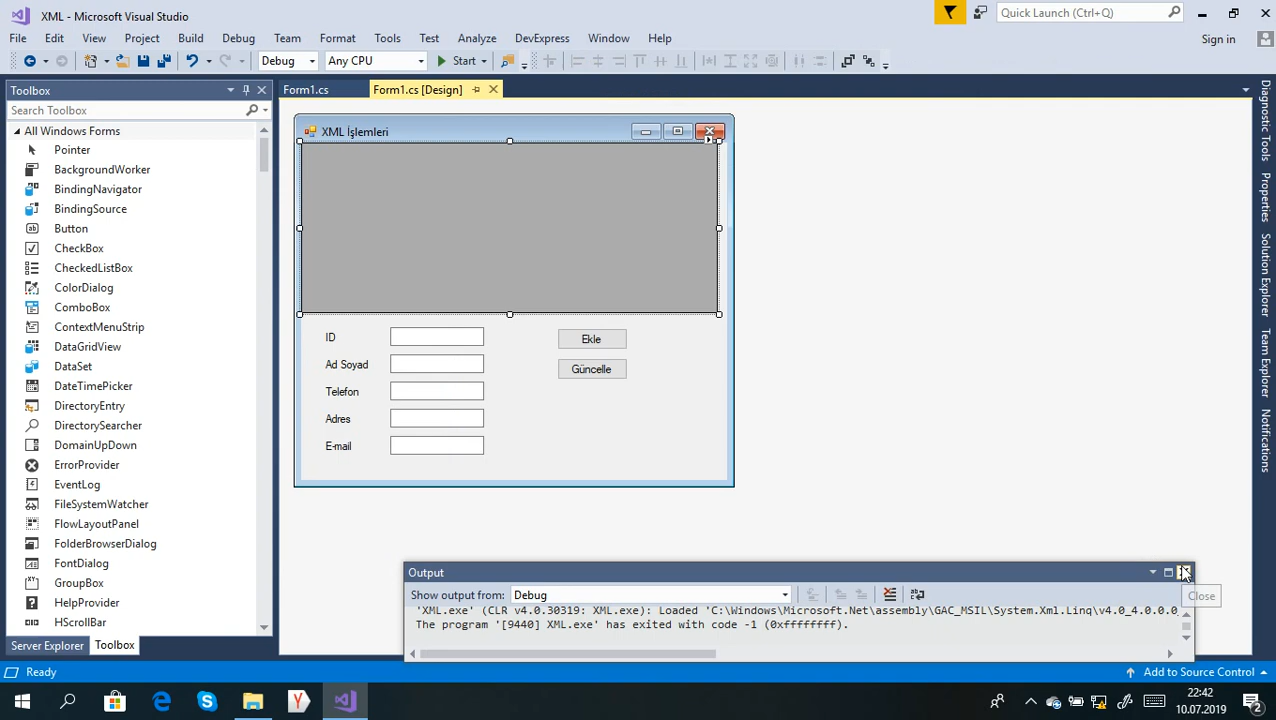 XML - Microsoft Visual Studio
Quick Launch (Ctrl+Q)
File Edit View Project Build Debug Team Format Tools Test Analyze DevExpress Window Help
Sign in
Debug Any CPU Start
Toolbox
Form1.cs Form1.cs [Design]
Search Toolbox
All Windows Forms
Pointer
BackgroundWorker
BindingNavigator
BindingSource
Button
CheckBox
CheckedListBox
ColorDialog
ComboBox
ContextMenuStrip
DataGridView
DataSet
DateTimePicker
DirectoryEntry
DirectorySearcher
DomainUpDown
ErrorProvider
EventLog
FileSystemWatcher
FlowLayoutPanel
FolderBrowserDialog
FontDialog
GroupBox
HelpProvider
HScrollBar
Server Explorer Toolbox
XML İşlemleri
ID
Ekle
Ad Soyad
Güncelle
Telefon
Adres
E-mail
Output
Show output from: Debug
Close
'XML.exe' (CLR v4.0.30319: XML.exe): Loaded 'C:\Windows\Microsoft.Net\assembly\GAC_MSIL\System.Xml.Linq\v4.0_4.0.0.0
The program '[9440] XML.exe' has exited with code -1 (0xffffffff).
Diagnostic Tools
Properties
Solution Explorer
Team Explorer
Notifications
Ready
Add to Source Control
22:42
10.07.2019
2